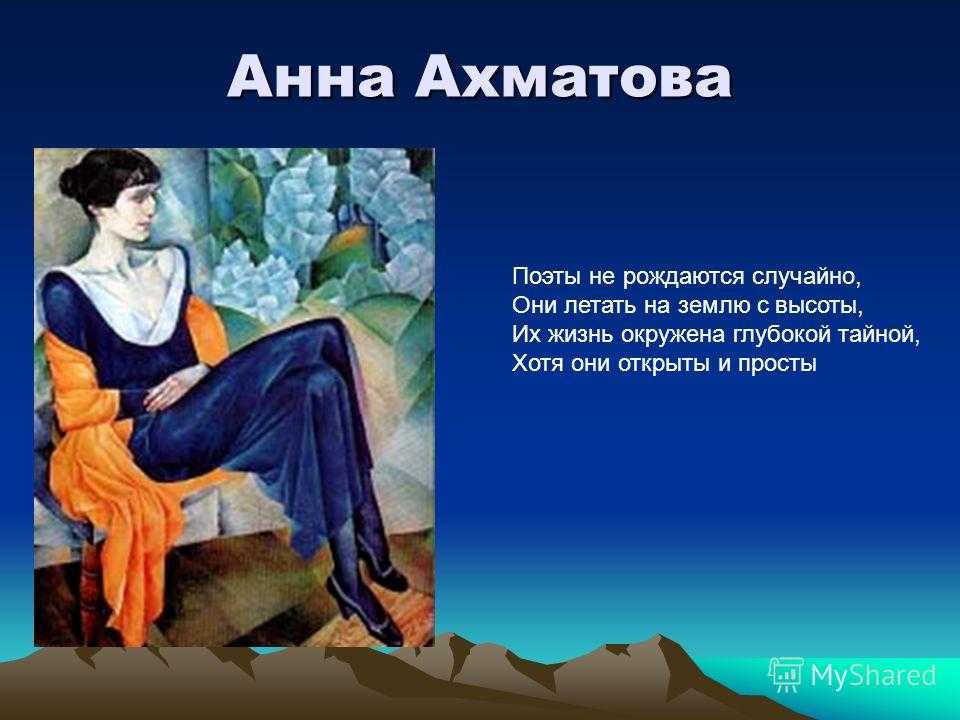 Анна Ахматова
Поэты не рождаются случайно,
Они летать на землю с высоты,
Их жизнь окружена глубокой тайной,
Хотя они открыты и просты
MyShared